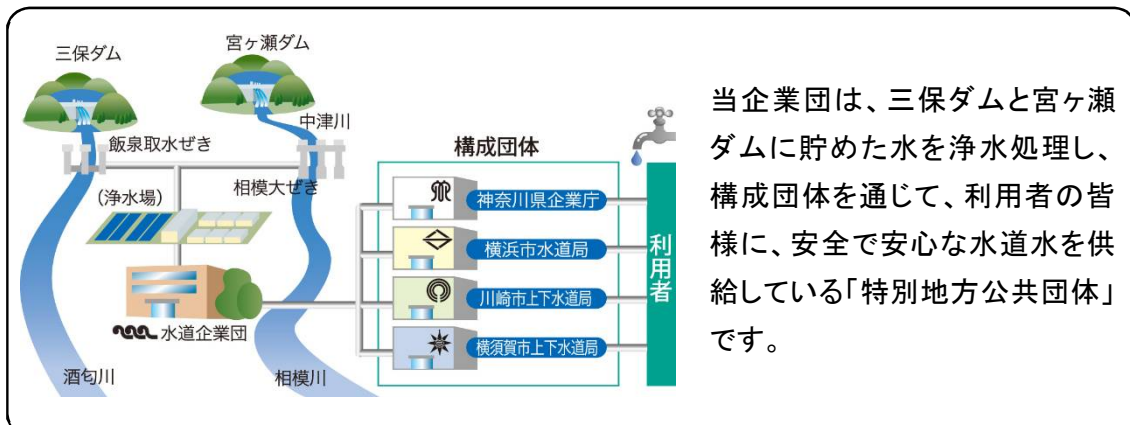 三保ダム
宮ヶ瀬ダム
中津川
飯泉取水ぜき
相模大ぜき
(浄水場)
水道企業団
酒匂川
相模川
構成団体
神奈川県企業庁
横浜市水道局
川崎市上下水道局
横須賀市上下水道局
利用者
当企業団は、三保ダムと宮ヶ瀬
ダムに貯めた水を浄水処理し、
構成団体を通じて、利用者の皆
様に、安全で安心な水道水を供
給している「特別地方公共団体」
です。